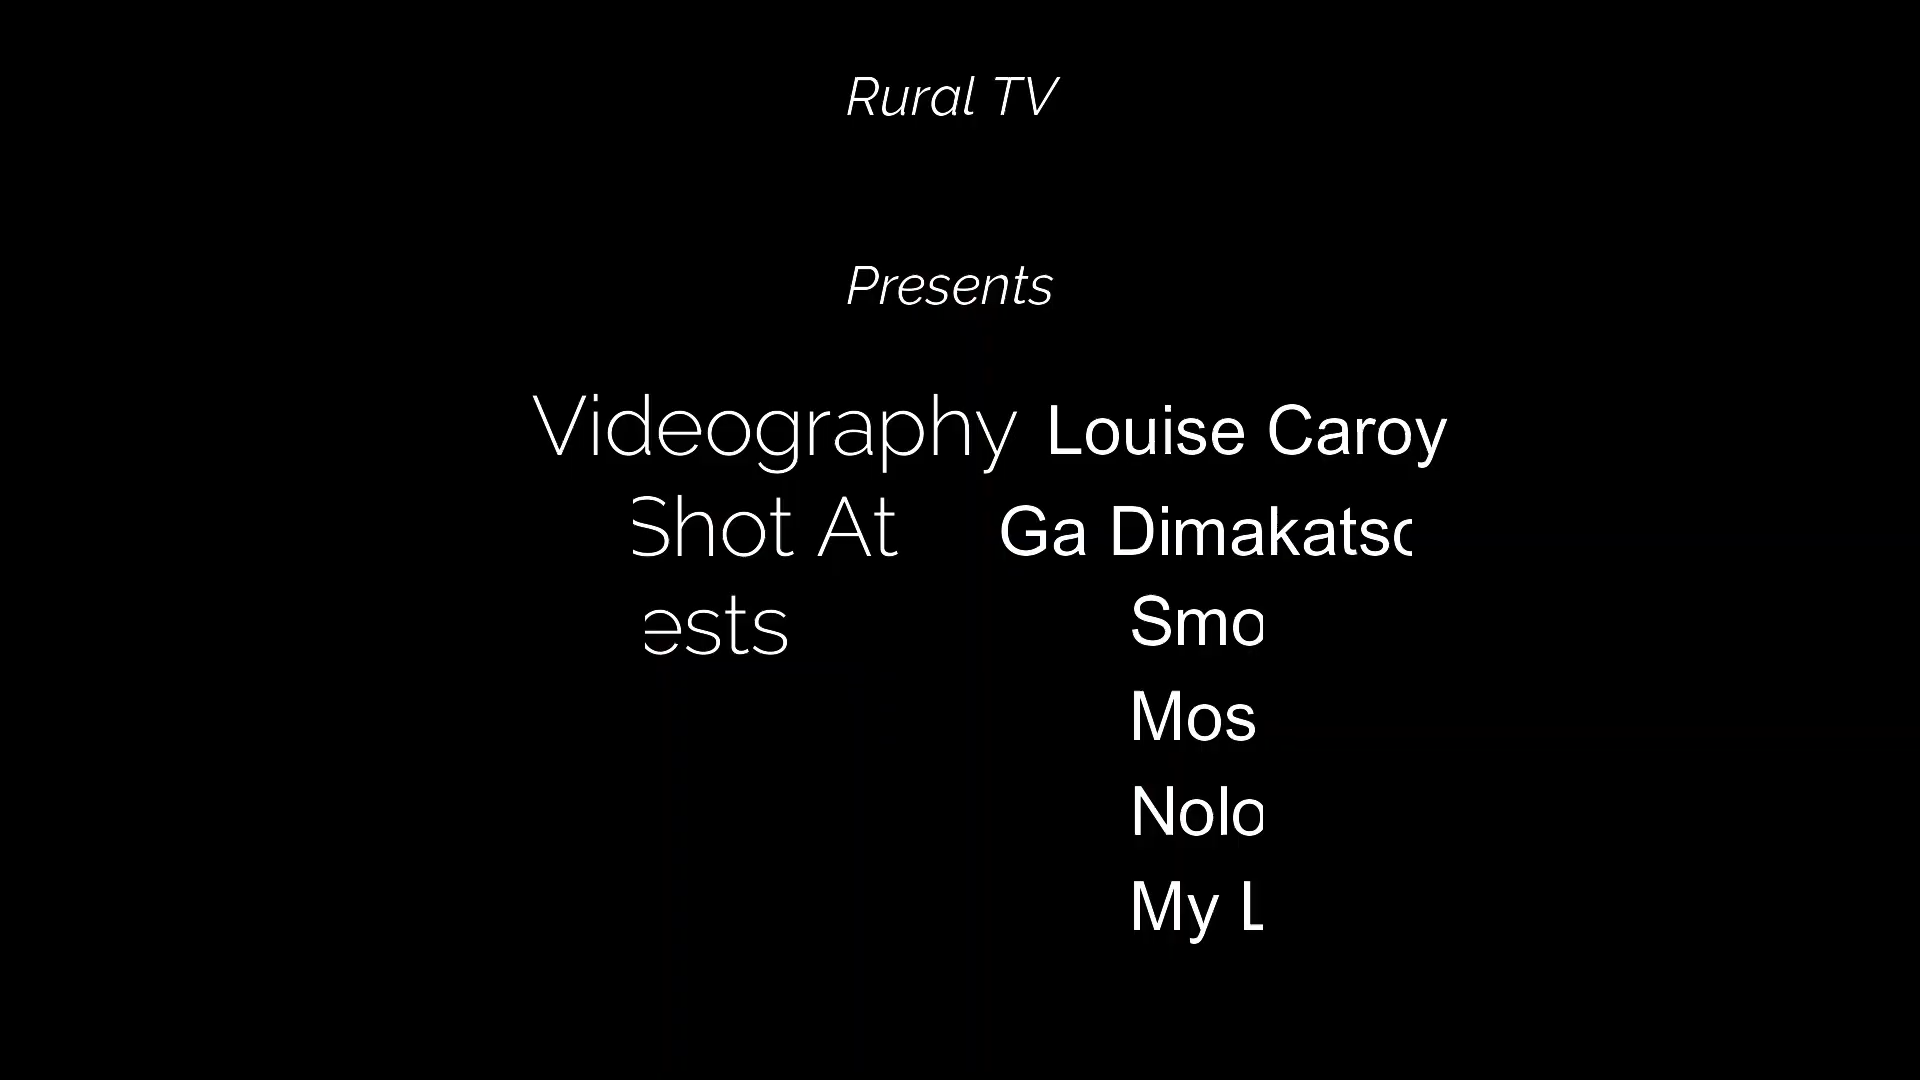 Rural TV
Presents
Videography Louise Caroy
Shot At Ga Dimakatso
ests Smo
Mos
Nolo
My L